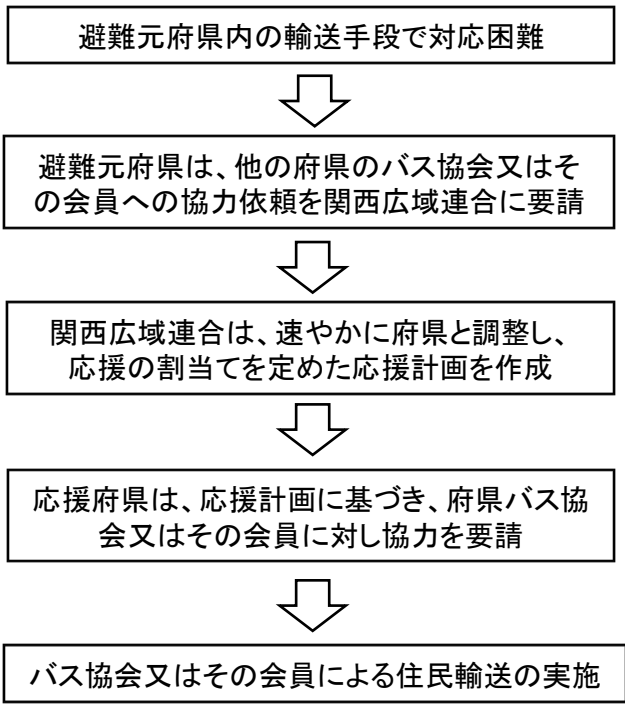 避難元府県内の輸送手段で対応困難
避難元府県は、他の府県のバス協会又はそ
の会員への協力依頼を関西広域連合に要請
関西広域連合は、速やかに府県と調整し、
応援の割当てを定めた応援計画を作成
応援府県は、応援計画に基づき、府県バス協
会又はその会員に対し協力を要請
バス協会又はその会員による住民輸送の実施